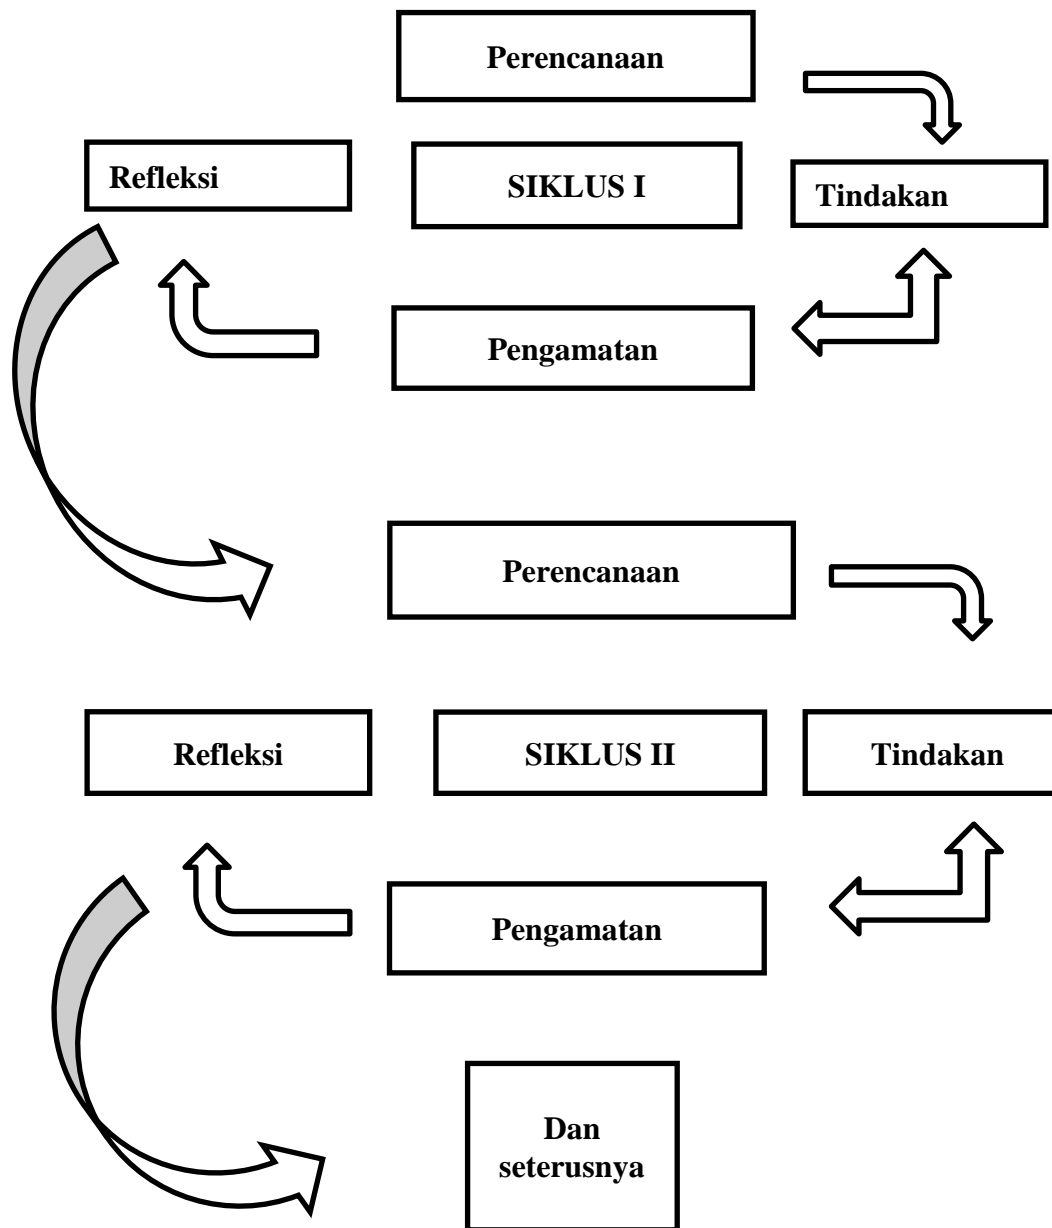 Perencanaan
Refleksi
SIKLUS I
Tindakan
Pengamatan
Perencanaan
Refleksi
SIKLUS II
Tindakan
Pengamatan
Dan
seterusnya